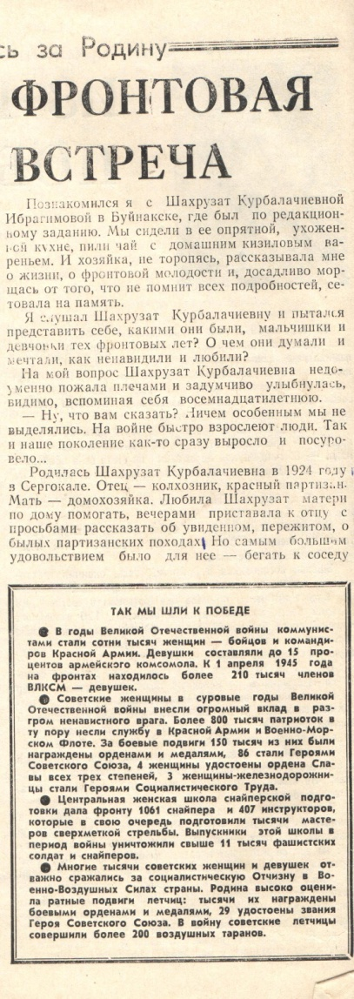 сь за Родину
ФРОНТОВАЯ
ВСТРЕЧА
Познакомился я с Шахрузат Курбалачиевной
Ибрагимовой в Буйнакске, где был по редакцион-
ному заданию. Мы сидели в ее опрятной, ухожен-
ной кухне, пили чай с домашним кизиловым ва-
реньем. И хозяйка, не торопясь, рассказывала мне
о жизни, о фронтовой молодости и, досадливо мор-
щась от того, что не помнит всех подробностей, се-
товала на память.
Я слушал Шахрузат Курбалачиевну и пытался
представить себе, какими они были, мальчишки и
девчонки тех фронтовых лет? О чем они думали и
мечтали, как ненавидили и любили?
На мой вопрос Шахрузат Курбалачиевна недо-
уменно пожала плечами и задумчиво улыбнулась,
видимо, вспоминая себя восемнадцатилетнюю.
— Ну, что вам сказать? Ничем особенным мы не
выделялись. На войне быстро взрослеют люди. Так
и наше поколение как-то сразу выросло и посуро-
вело...
Родилась Шахрузат Курбалачиевна в 1924 году
в Сергокале. Отец — колхозник, красный партизан.
Мать — домохозяйка. Любила Шахрузат матери
по дому помогать, вечерами приставала к отцу с
просьбами рассказать об увиденном, пережитом, о
былых партизанских походах. Но самым большим
удовольствием было для нее — бегать к соседу
ТАК МЫ ШЛИ К ПОБЕДЕ
● В годы Великой Отечественной войны коммунис-
тами стали сотни тысяч женщин — бойцов и команди-
ров Красной Армии. Девушки составляли до 15 про-
центов армейского комсомола. К 1 апреля 1945 года
на фронтах находилось более 210 тысяч членов
ВЛКСМ — девушек.
● Советские женщины в суровые годы Великой
Отечественной войны внесли огромный вклад в раз-
гром ненавистного врага. Более 800 тысяч патриоток в
ту пору несли службу в Красной Армии и Военно-Мор-
ском Флоте. За боевые подвиги 150 тысяч из них были
награждены орденами и медалями, 86 стали Героями
Советского Союза, 4 женщины удостоены ордена Сла-
вы всех трех степеней, 3 женщины-железнодорожни-
цы стали Героями Социалистического Труда.
● Центральная женская школа снайперской подго-
товки дала фронту 1061 снайпера и 407 инструкторов,
которые в свою очередь подготовили тысячи масте-
ров сверхметкой стрельбы. Выпускники этой школы в
период войны уничтожили свыше 11 тысяч фашистских
солдат и снайперов.
● Многие тысячи советских женщин и девушек от-
важно сражались за социалистическую Отчизну в Во-
енно-Воздушных Силах страны. Родина высоко оцени-
ла ратные подвиги летчиц: тысячи их награждены
боевыми орденами и медалями, 29 удостоены звания
Героя Советского Союза. В войну советские летчицы
совершили более 200 воздушных таранов.